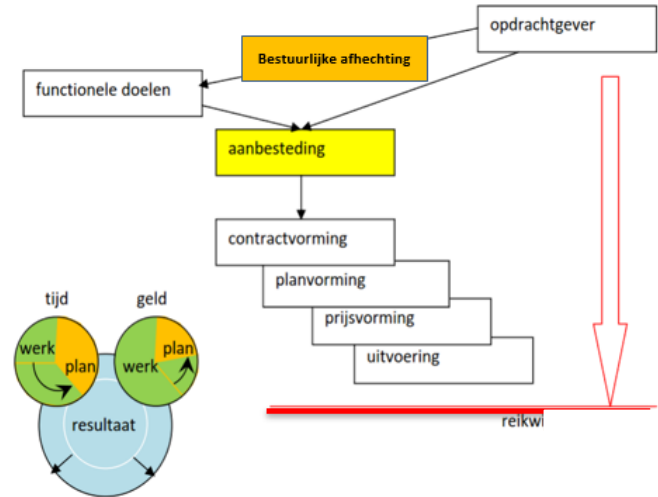 opdrachtgever
Bestuurlijke afhechting
functionele doelen
aanbesteding
contractvorming
planvorming
prijsvorming
uitvoering
tijd
geld
werk
plan
werk
plan
resultaat
reikwi